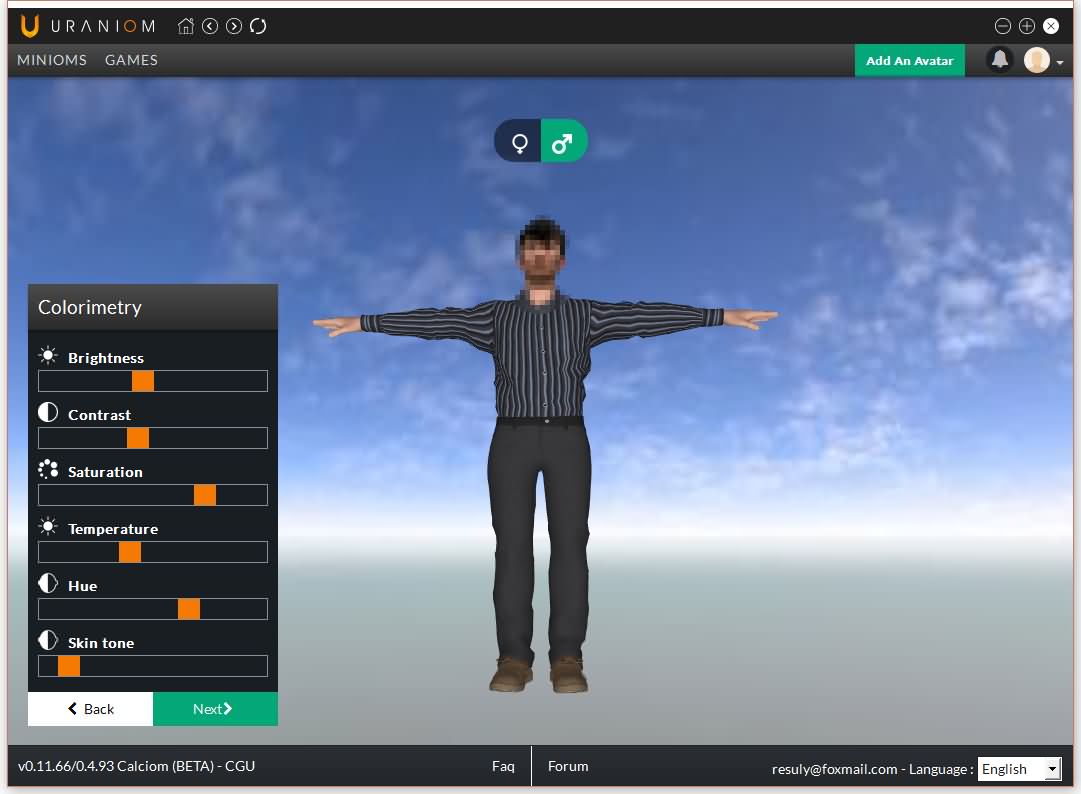 URANIOM
MINIOMS GAMES Add An Avatar
Colorimetry
Brightness
Contrast
Saturation
Temperature
Hue
Skin tone
Back Next
v0.11.66/0.4.93 Calciom (BETA) - CGU Faq Forum resuly@foxmail.com - Language : English